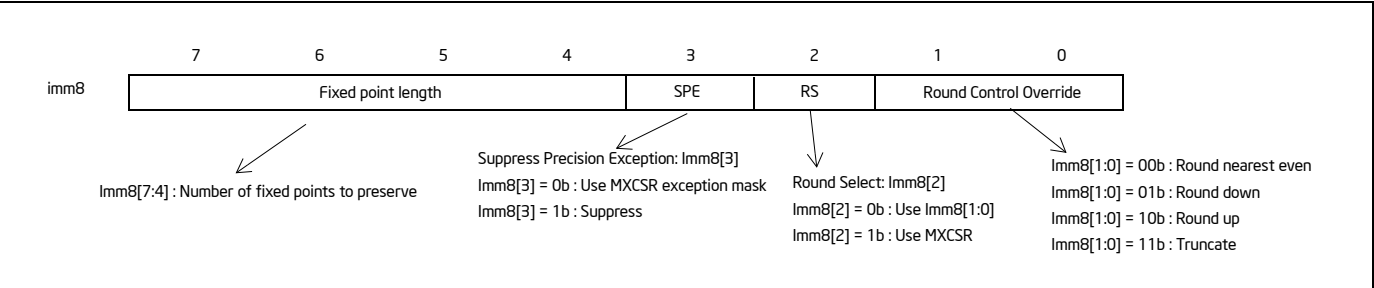 7 6 5 4 3 2 1 0
imm8 Fixed point length SPE RS Round Control Override
Imm8[7:4] : Number of fixed points to preserve
Suppress Precision Exception: Imm8[3]
Imm8[3] = 0b : Use MXCSR exception mask
Imm8[3] = 1b : Suppress
Round Select: Imm8[2]
Imm8[2] = 0b : Use Imm8[1:0]
Imm8[2] = 1b : Use MXCSR
Imm8[1:0] = 00b : Round nearest even
Imm8[1:0] = 01b : Round down
Imm8[1:0] = 10b : Round up
Imm8[1:0] = 11b : Truncate